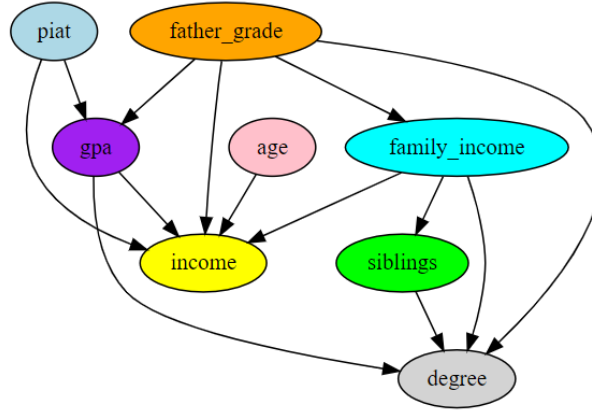 piat
father_grade
gpa
age
family_income
income
siblings
degree